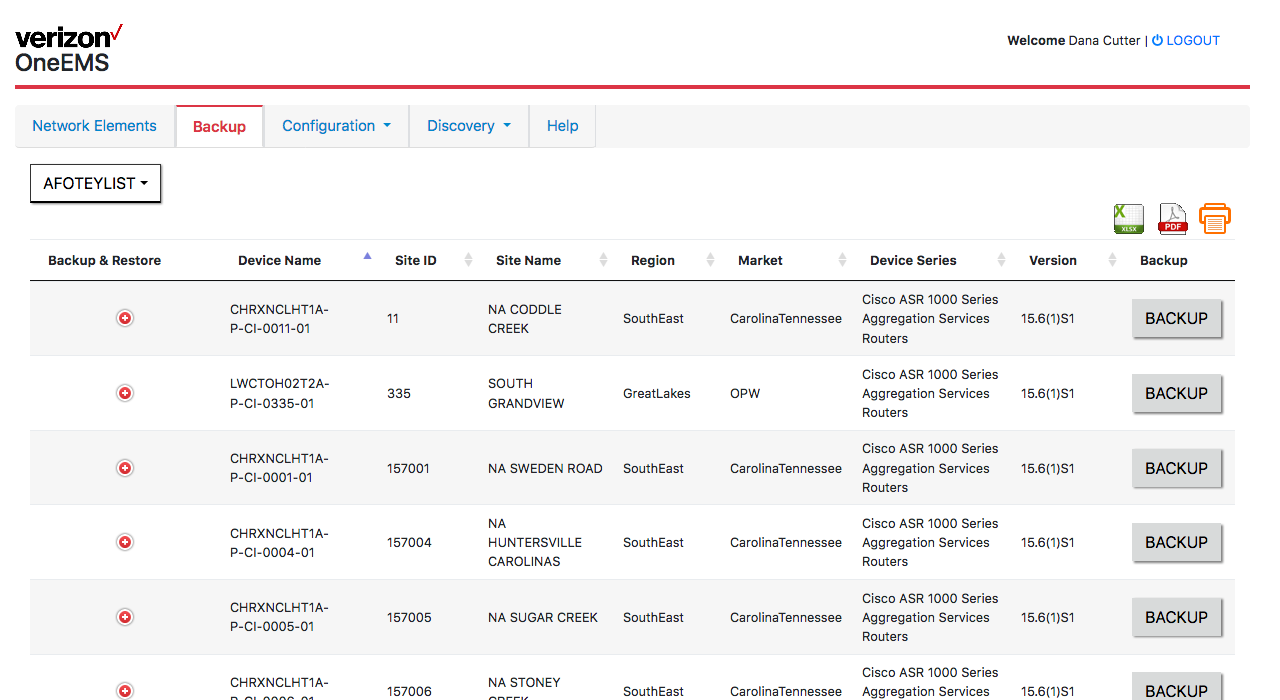 verizon✓
OneEMS
Welcome Dana Cutter | LOGOUT
Network Elements Backup Configuration Discovery Help
AFOTEYLIST
X XLSX PDF
Backup & Restore Device Name Site ID Site Name Region Market Device Series Version Backup
CHRXNCLHT1A-
P-CI-0011-01
11
NA CODDLE
CREEK
SouthEast
CarolinaTennessee
Cisco ASR 1000 Series
Aggregation Services
Routers
15.6(1)S1
BACKUP
LWCTOH02T2A-
P-CI-0335-01
335
SOUTH
GRANDVIEW
GreatLakes
OPW
Cisco ASR 1000 Series
Aggregation Services
Routers
15.6(1)S1
BACKUP
CHRXNCLHT1A-
P-CI-0001-01
157001
NA SWEDEN ROAD
SouthEast
CarolinaTennessee
Cisco ASR 1000 Series
Aggregation Services
Routers
15.6(1)S1
BACKUP
CHRXNCLHT1A-
P-CI-0004-01
157004
NA
HUNTERSVILLE
CAROLINAS
SouthEast
CarolinaTennessee
Cisco ASR 1000 Series
Aggregation Services
Routers
15.6(1)S1
BACKUP
CHRXNCLHT1A-
P-CI-0005-01
157005
NA SUGAR CREEK
SouthEast
CarolinaTennessee
Cisco ASR 1000 Series
Aggregation Services
Routers
15.6(1)S1
BACKUP
CHRXNCLHT1A-
P-CI-0006-01
157006
NA STONEY
CREEK
SouthEast
CarolinaTennessee
Cisco ASR 1000 Series
Aggregation Services
15.6(1)S1
BACKUP